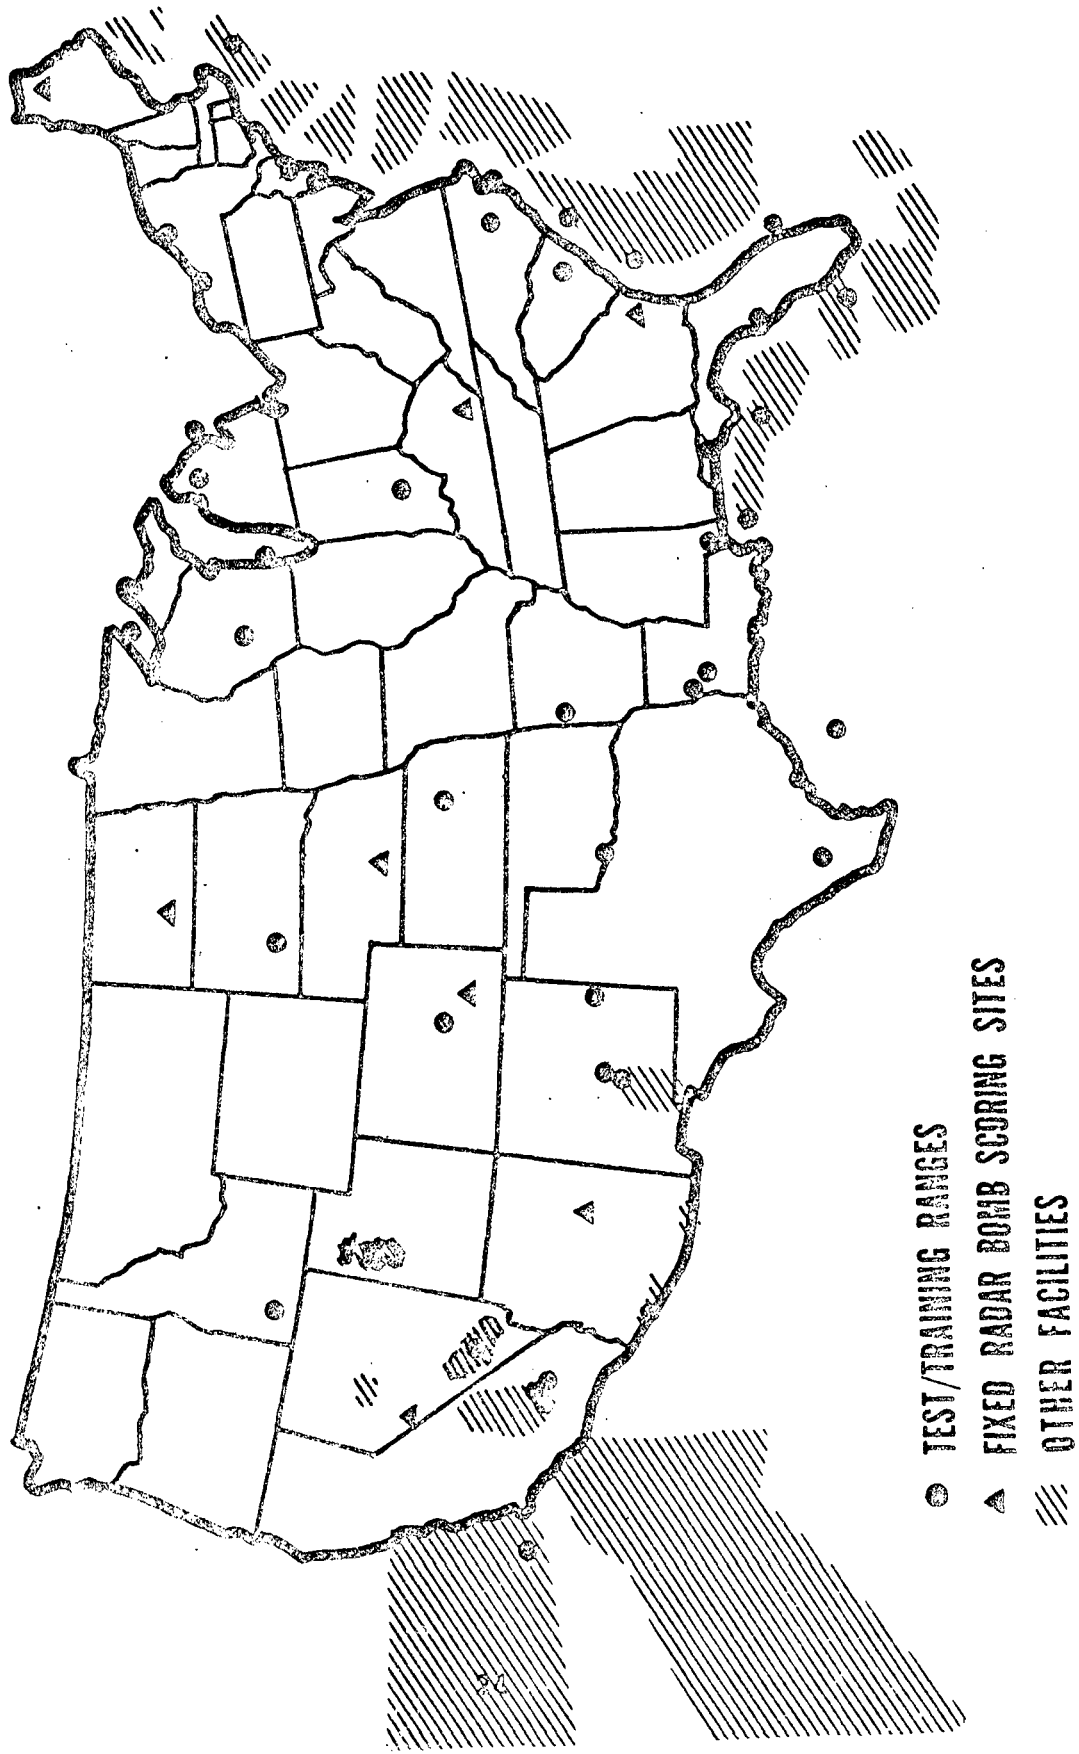 TEST/TRAINING RANGES
FIXED RADAR BOMB SCORING SITES
OTHER FACILITIES